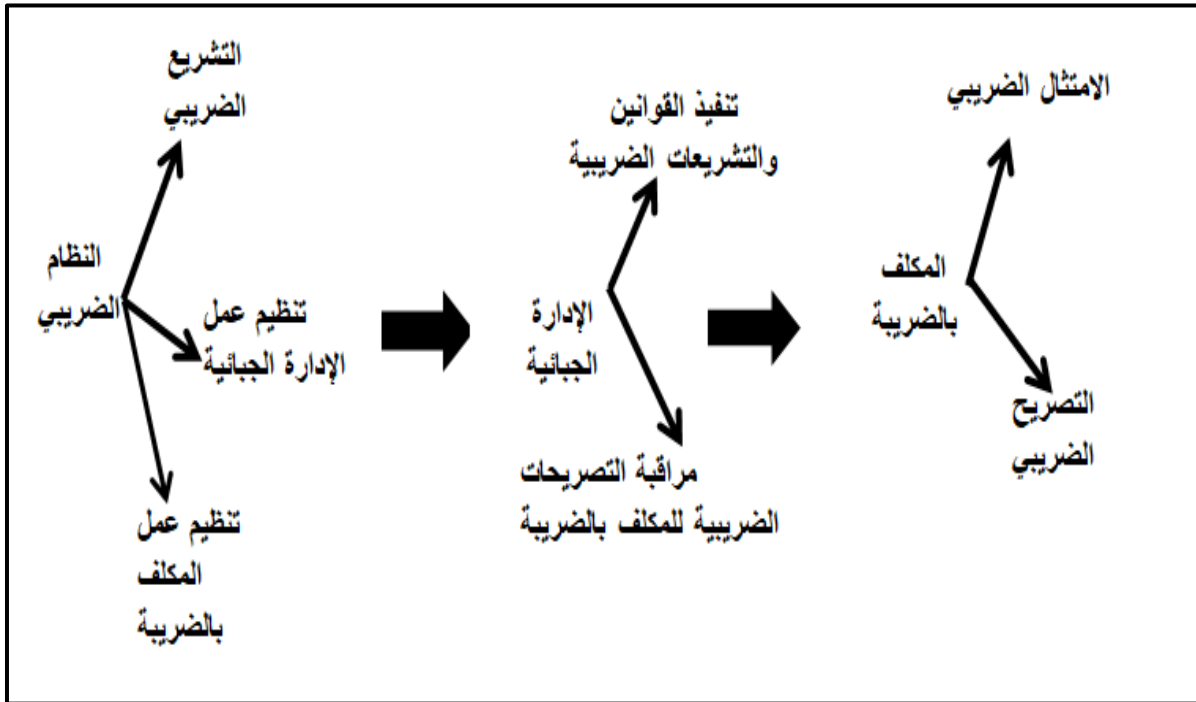 التشريع
الضريبي
النظام
الضريبي
تنظيم عمل
الإدارة الجبائية
تنظيم عمل
المكلف
بالضريبة
تنفيذ القوانين
والتشريعات الضريبية
الإدارة
الجبائية
مراقبة التصريحات
الضريبية للمكلف بالضريبة
الامتثال الضريبي
المكلف
بالضريبة
التصريح
الضريبي